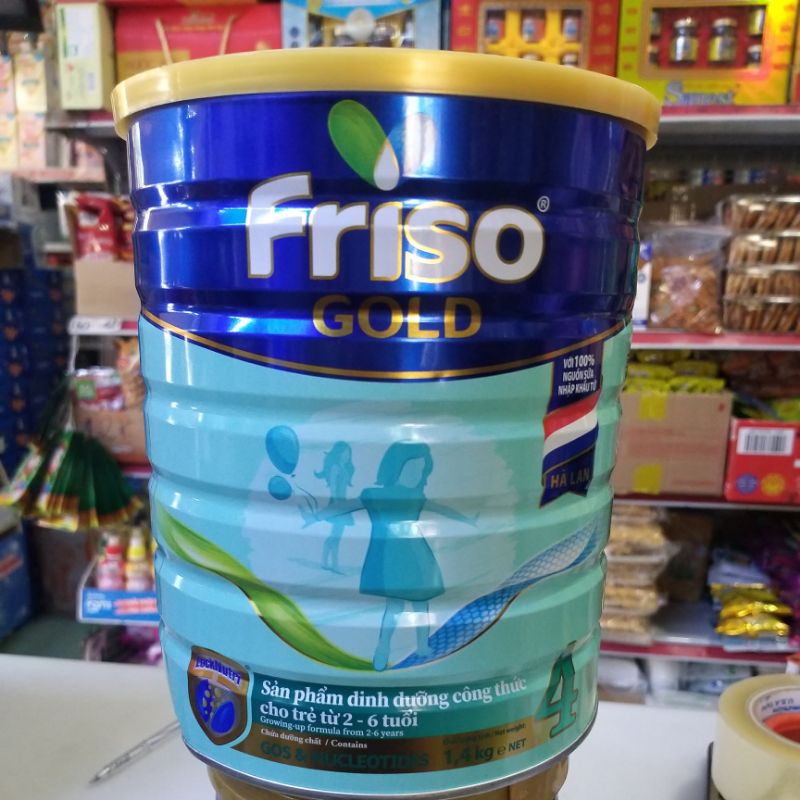 Friso®
GOLD
VỚI 100%
NGUỒN SỮA
NHẬP KHẨU TỪ
HÀ LAN
LOCKNUTRI
Sản phẩm dinh dưỡng công thức
cho trẻ từ 2 - 6 tuổi
Growing-up formula from 2-6 years
Chứa dưỡng chất / Contains
GOS & NUCLEOTIDES
1,4 kg e NET
4